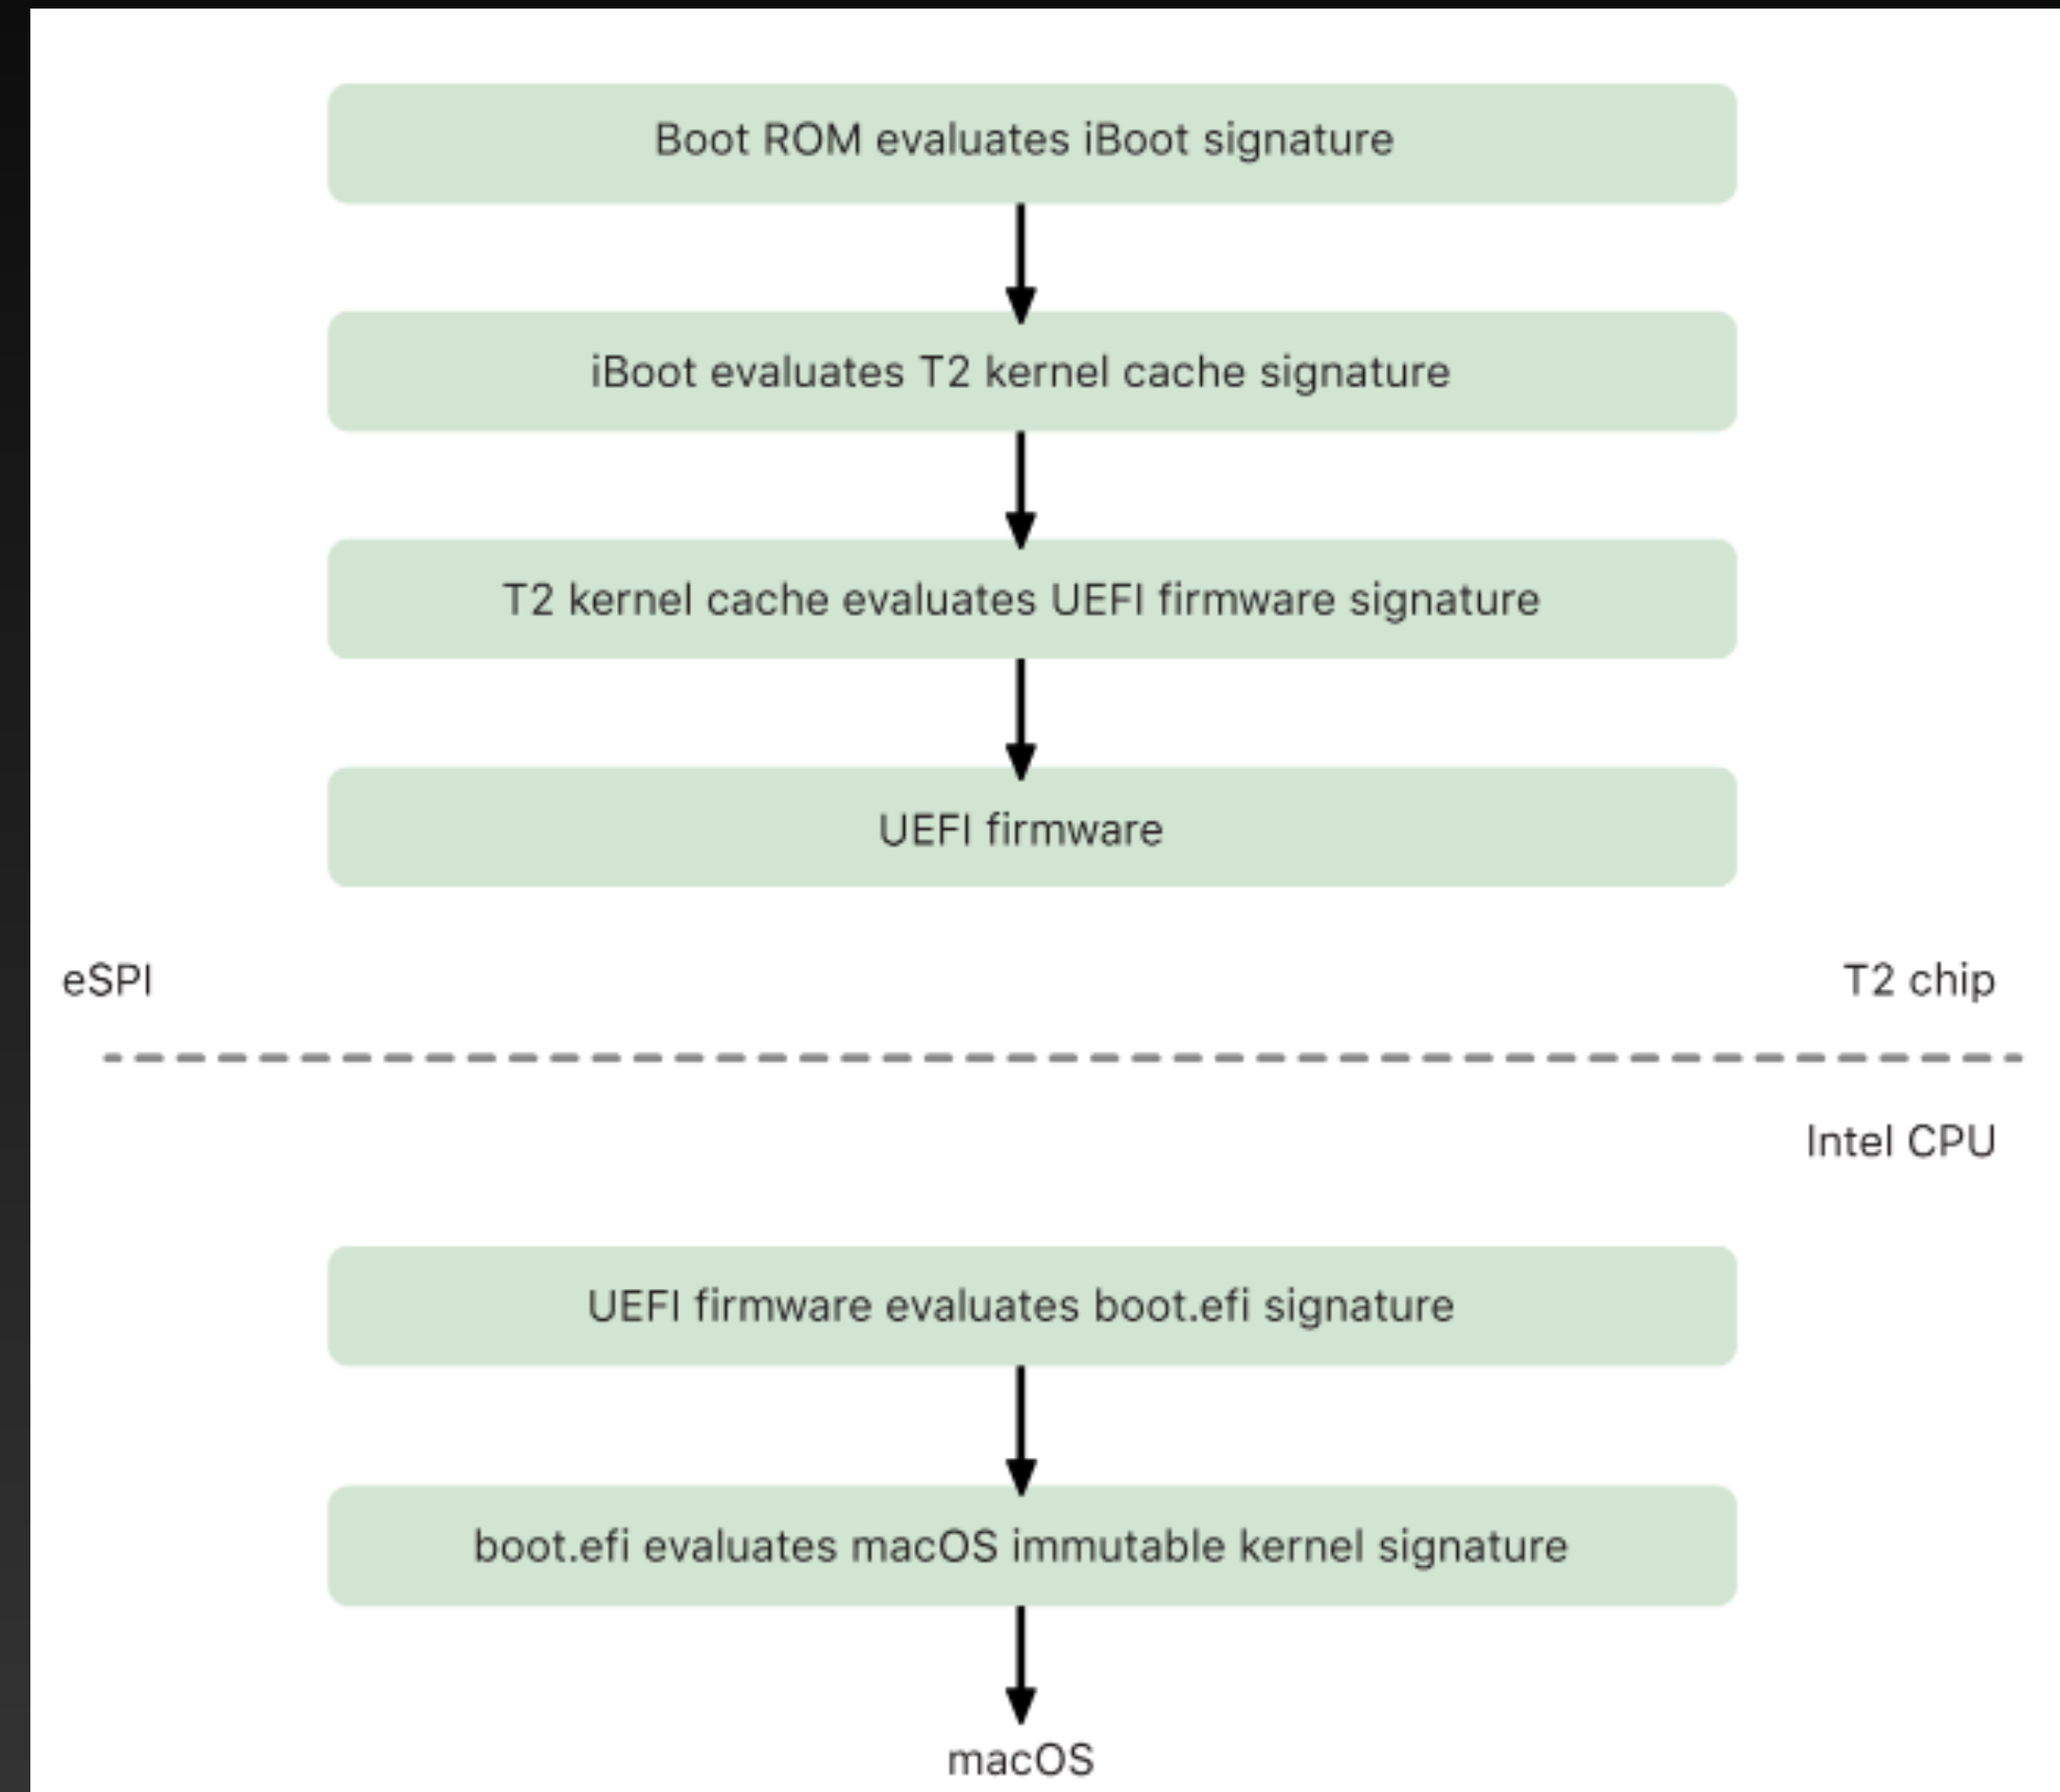 Boot ROM evaluates iBoot signature
iBoot evaluates T2 kernel cache signature
T2 kernel cache evaluates UEFI firmware signature
UEFI firmware
eSPI
T2 chip
Intel CPU
UEFI firmware evaluates boot.efi signature
boot.efi evaluates macOS immutable kernel signature
macOS